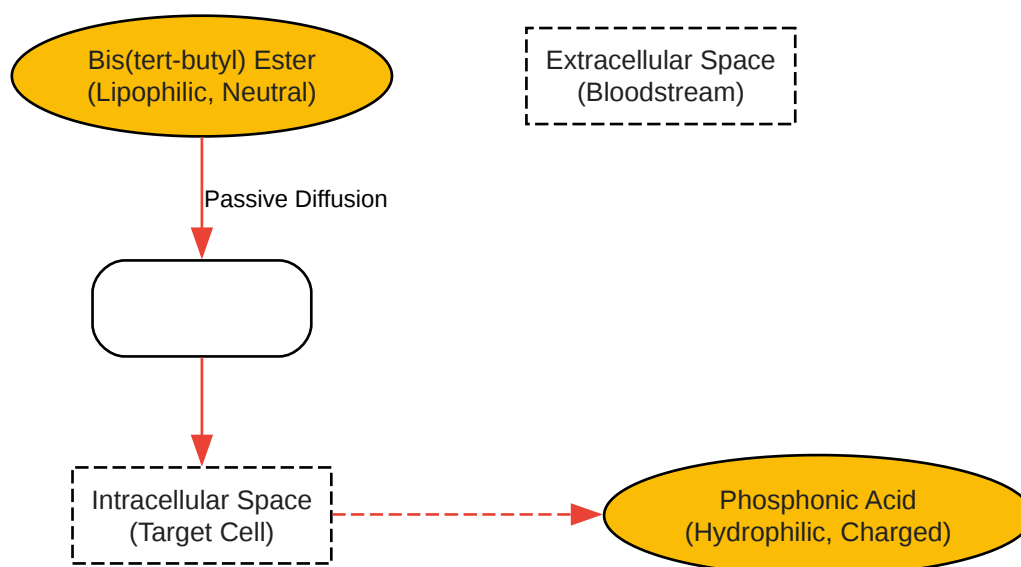 Bis(tert-butyl) Ester
(Lipophilic, Neutral)
Extracellular Space
(Bloodstream)
Passive Diffusion
Intracellular Space
(Target Cell)
Phosphonic Acid
(Hydrophilic, Charged)